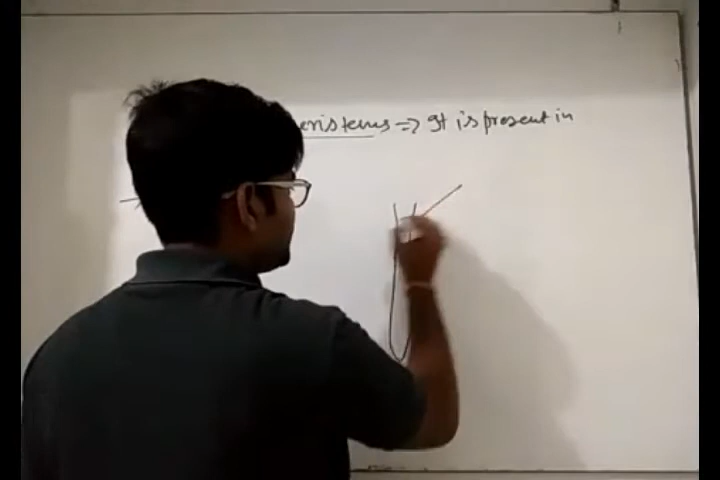 eristems => It is present in